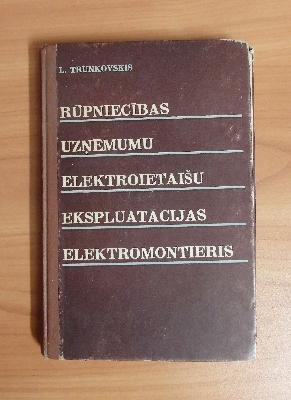 L. TRUNKOVSKIS
RŪPNIECĪBAS
UZŅĒMUMU
ELEKTROIETAIŠU
EKSPLUATĀCIJAS
ELEKTROMONTIERIS